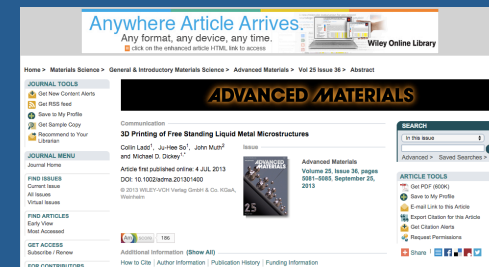 Anywhere Article Arrives.
Any format, any device, any time.
click on the enhanced article HTML link to access
Wiley Online Library
Home > Materials Science > General & Introductory Materials Science > Advanced Materials > Vol 25 Issue 36 > Abstract
JOURNAL TOOLS
Get New Content Alerts
Get RSS feed
Save to My Profile
Get Sample Copy
Recommend to Your
Librarian
JOURNAL MENU
Journal Home
FIND ISSUES
Current Issue
All Issues
Virtual Issues
FIND ARTICLES
Early View
Most Accessed
GET ACCESS
Subscribe / Renew
FOR CONTRIBUTORS
ADVANCED MATERIALS
Communication
3D Printing of Free Standing Liquid Metal Microstructures
Collin Ladd1, Ju-Hee So1, John Muth2
and Michael D. Dickey1,*
Article first published online: 4 JUL 2013
DOI: 10.1002/adma.201301400
© 2013 WILEY-VCH Verlag GmbH & Co. KGaA,
Weinheim
Issue
ADVANCED
MATERIALS
25
Advanced Materials
Volume 25, Issue 36, pages
5081–5085, September 25,
2013
Am score 186
Additional Information (Show All)
How to Cite | Author Information | Publication History | Funding Information
SEARCH
In this issue
Advanced > Saved Searches >
ARTICLE TOOLS
Get PDF (600K)
Save to My Profile
E-mail Link to this Article
Export Citation for this Article
Get Citation Alerts
Request Permissions
Share